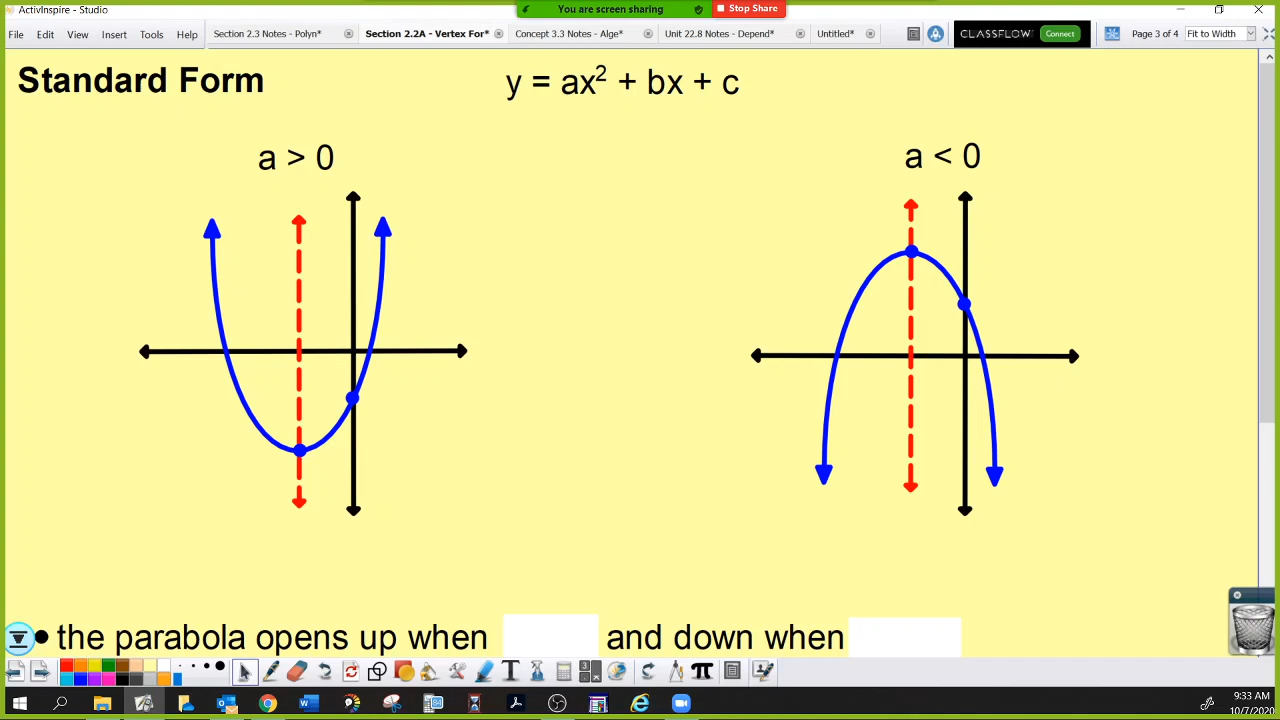 ActivInspire - Studio
You are screen sharing
Stop Share
File Edit View Insert Tools Help
Section 2.3 Notes - Polyn*
Section 2.2A - Vertex For*
Concept 3.3 Notes - Alge*
Unit 22.8 Notes - Depend*
Untitled*
CLASSFLOW Connect
Page 3 of 4
Fit to Width
Standard Form
y = ax² + bx + c
a > 0
a < 0
• the parabola opens up when and down when
9:33 AM
10/7/2020